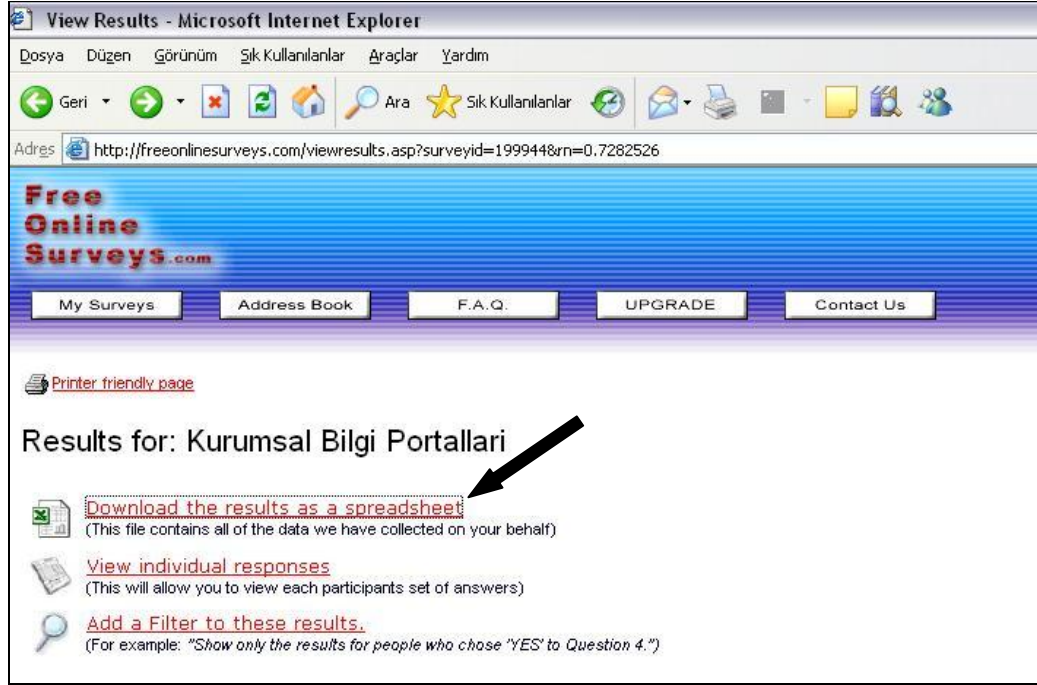 View Results - Microsoft Internet Explorer
Dosya Düzen Görünüm Sık Kullanılanlar Araçlar Yardım
Geri Ara Sık Kullanılanlar
Adres http://freeonlinesurveys.com/viewresults.asp?surveyid=199944&rn=0.7282526
Free
Online
Surveys.com
My Surveys Address Book F.A.Q. UPGRADE Contact Us
Printer friendly page
Results for: Kurumsal Bilgi Portallari
Download the results as a spreadsheet
(This file contains all of the data we have collected on your behalf)
View individual responses
(This will allow you to view each participants set of answers)
Add a Filter to these results.
(For example: "Show only the results for people who chose 'YES' to Question 4.")